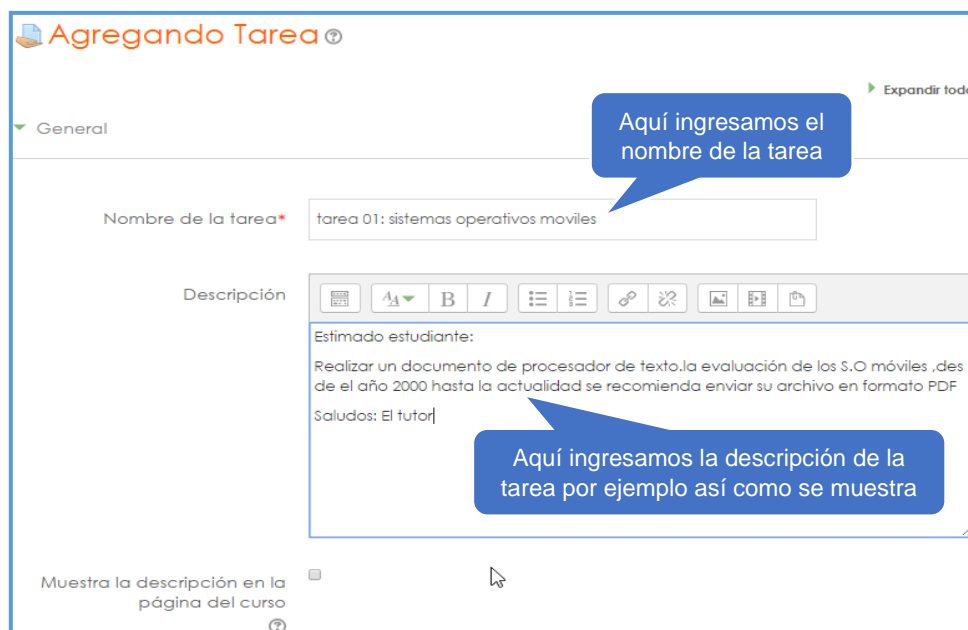 Agregando Tarea
Expandir todo
General
Aquí ingresamos el
nombre de la tarea
Nombre de la tarea*
tarea 01: sistemas operativos moviles
Descripción
Estimado estudiante:
Realizar un documento de procesador de texto.la evaluación de los S.O móviles ,des
de el año 2000 hasta la actualidad se recomienda enviar su archivo en formato PDF
Saludos: El tutor
Aquí ingresamos la descripción de la
tarea por ejemplo así como se muestra
Muestra la descripción en la
página del curso